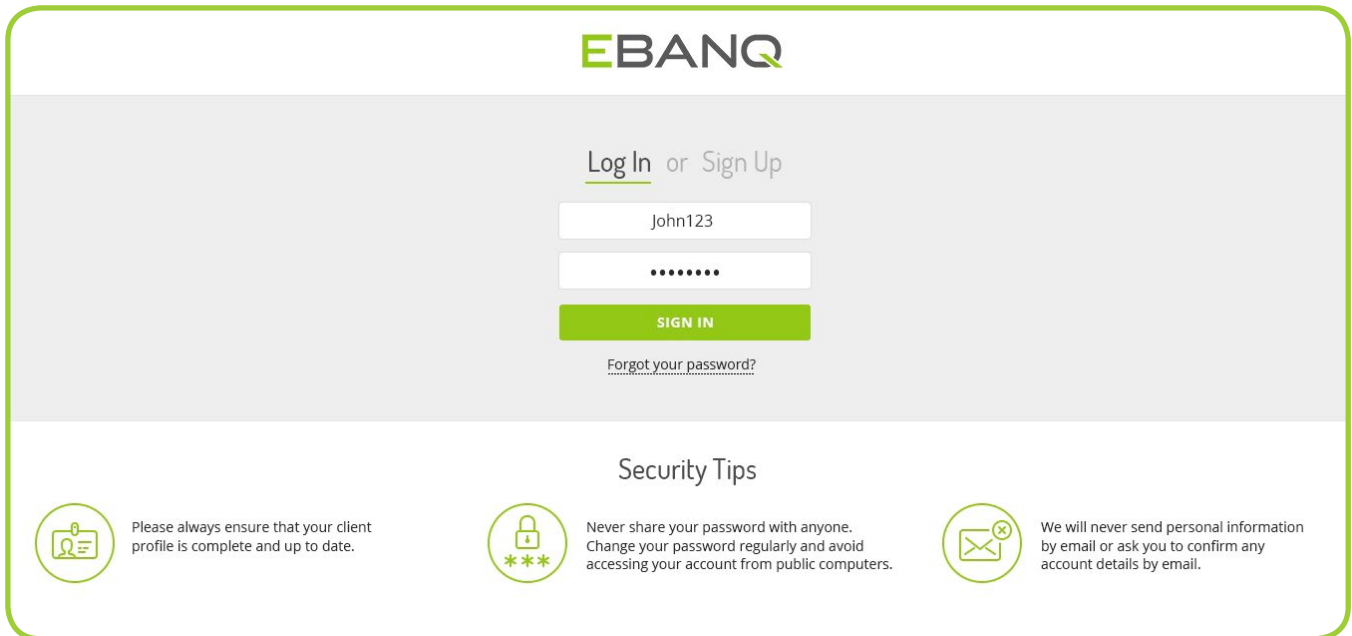 EBANQ
Log In or Sign Up
John123
••••••••
SIGN IN
Forgot your password?
Security Tips
Please always ensure that your client
profile is complete and up to date.
***
Never share your password with anyone.
Change your password regularly and avoid
accessing your account from public computers.
We will never send personal information
by email or ask you to confirm any
account details by email.